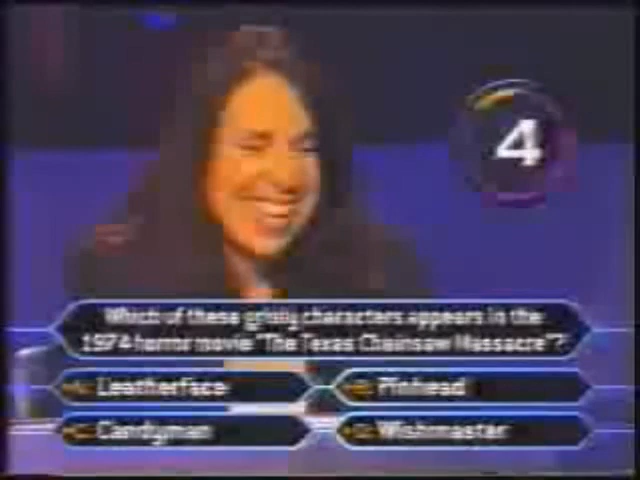 4
Which of these grisly characters appears in the
1974 horror movie "The Texas Chainsaw Massacre"?
Leatherface
Pinhead
Candyman
Wishmaster